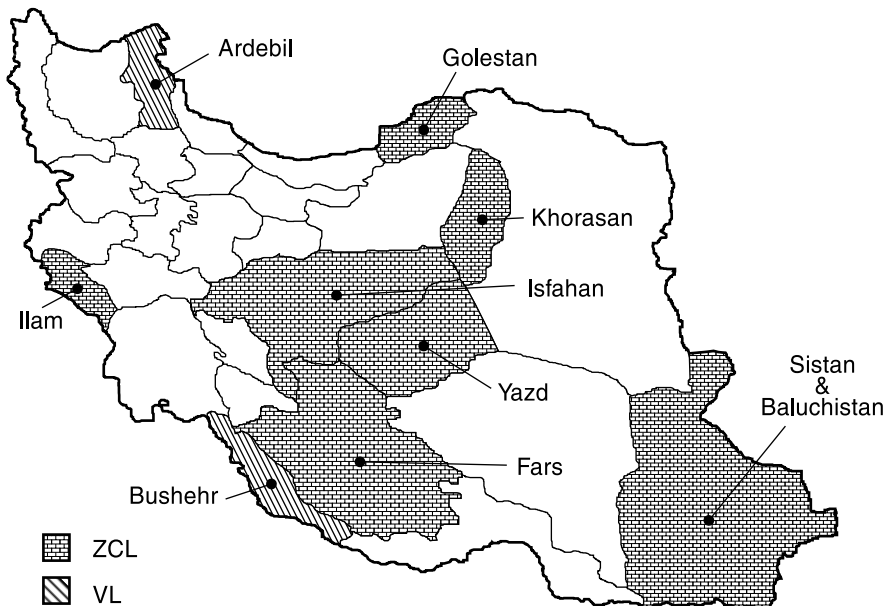 Ardebil
Golestan
Khorasan
Isfahan
Ilam
Sistan
&
Baluchistan
Yazd
Fars
Bushehr
ZCL
VL